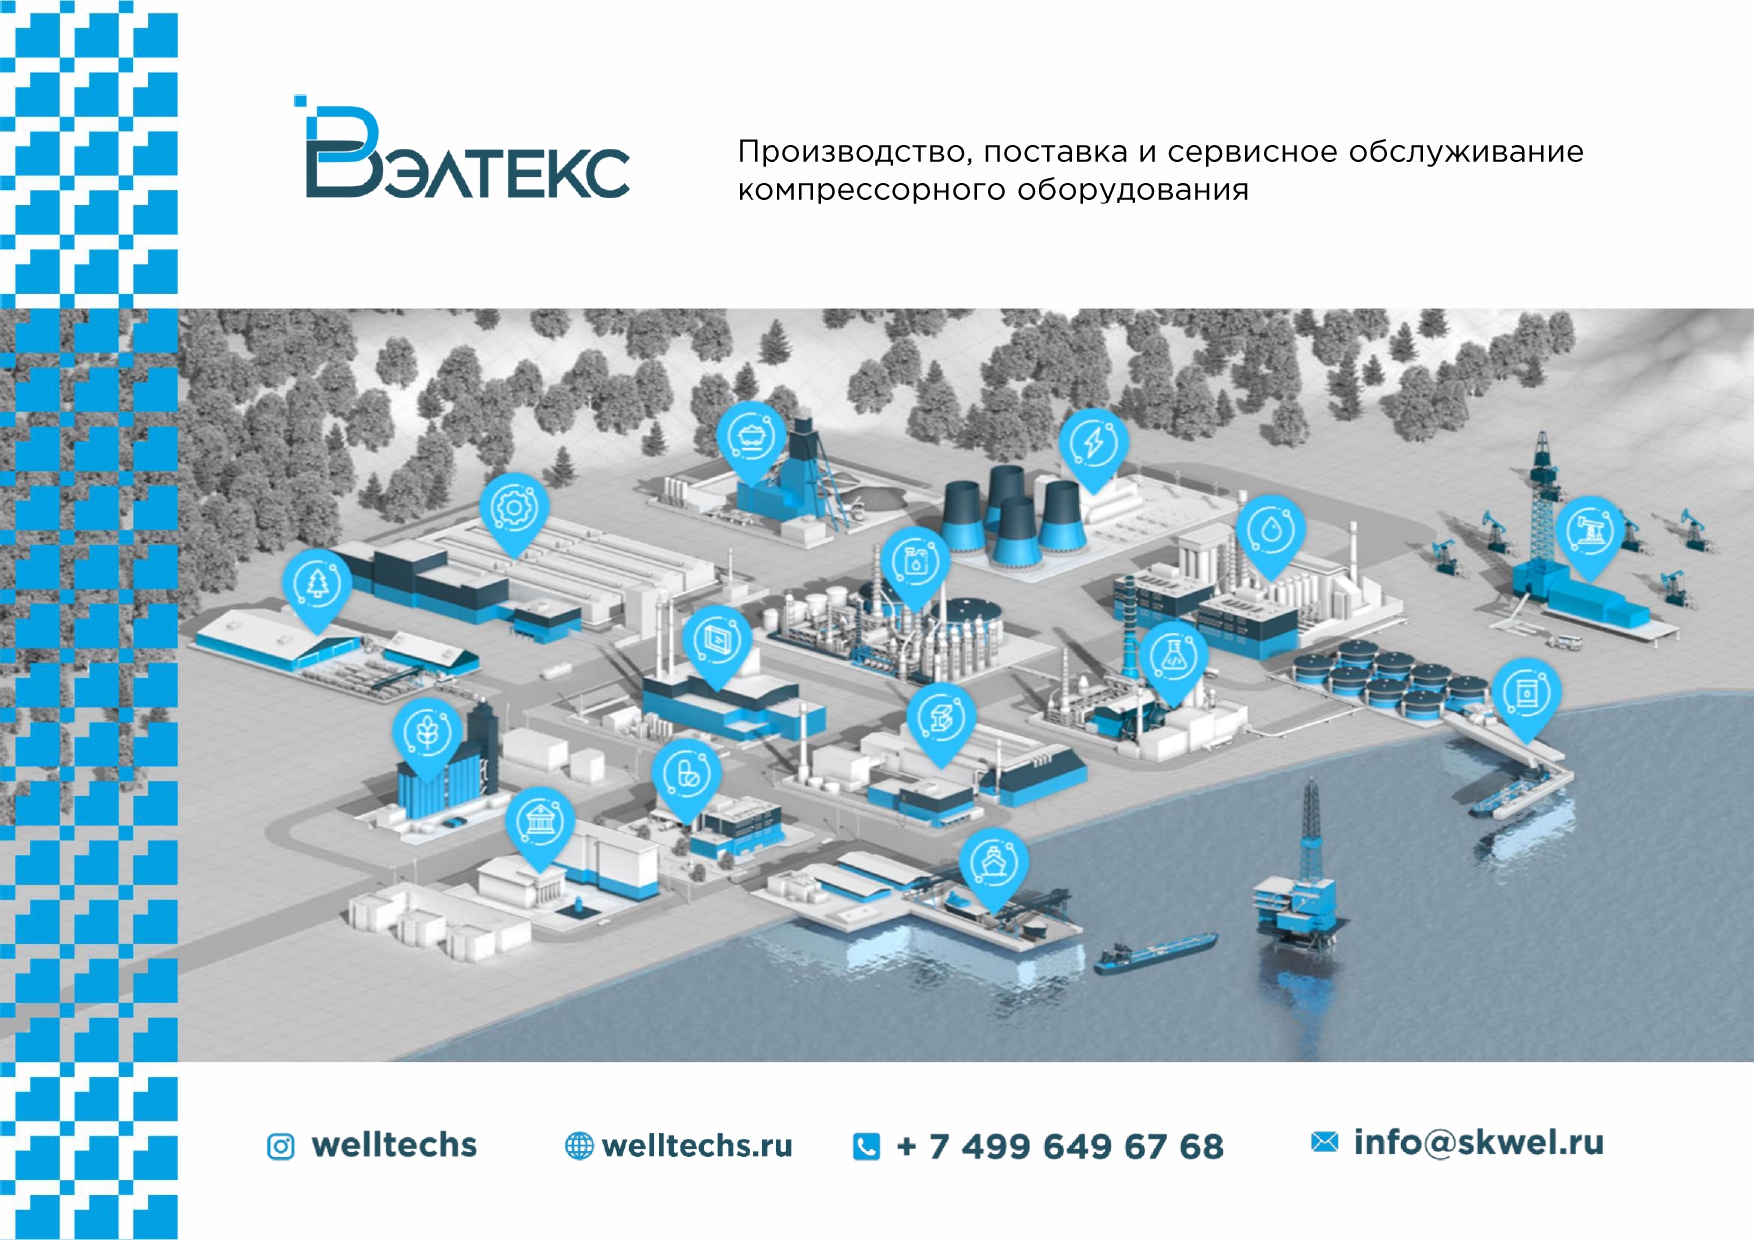 Вэлтекс
Производство, поставка и сервисное обслуживание
компрессорного оборудования
welltechs
welltechs.ru
+ 7 499 649 67 68
info@skwel.ru